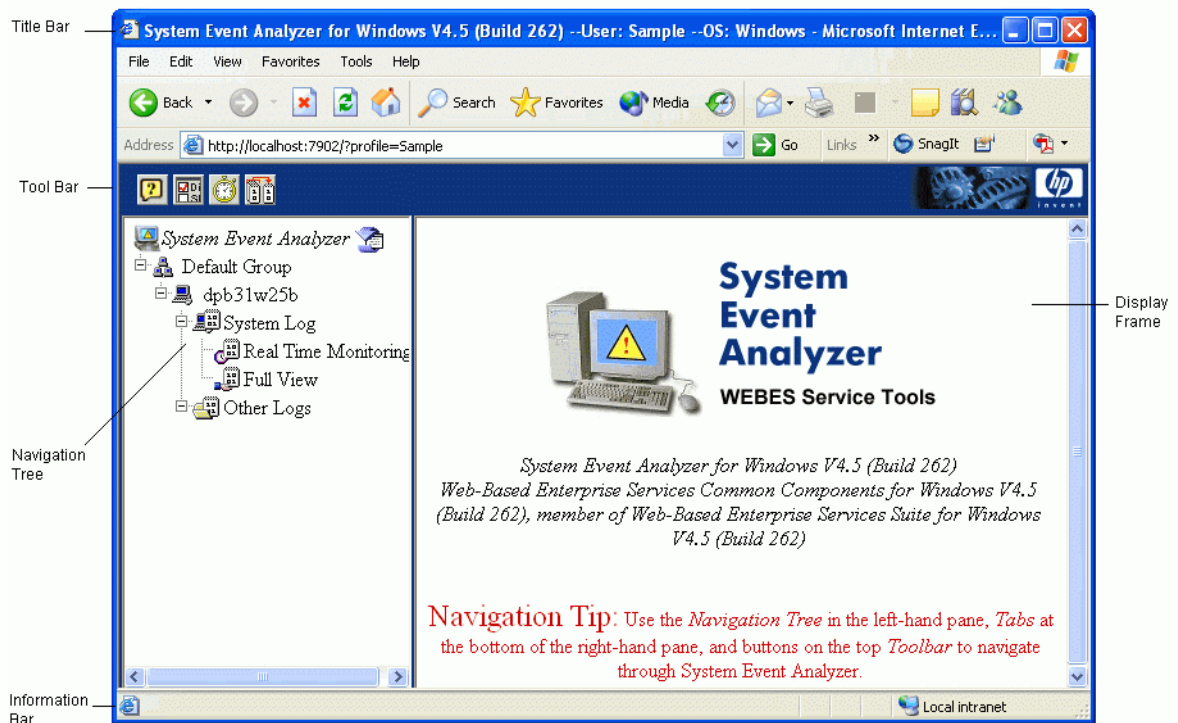 Title Bar
System Event Analyzer for Windows V4.5 (Build 262) --User: Sample --OS: Windows - Microsoft Internet E...
File Edit View Favorites Tools Help
Back Search Favorites Media
Address http://localhost:7902/?profile=Sample Go Links » SnagIt
Tool Bar
hp
invent
System Event Analyzer
Default Group
dpb31w25b
System Log
Real Time Monitoring
Full View
Other Logs
Navigation
Tree
System
Event
Analyzer
WEBES Service Tools
Display
Frame
System Event Analyzer for Windows V4.5 (Build 262)
Web-Based Enterprise Services Common Components for Windows V4.5
(Build 262), member of Web-Based Enterprise Services Suite for Windows
V4.5 (Build 262)
Navigation Tip: Use the Navigation Tree in the left-hand pane, Tabs at
the bottom of the right-hand pane, and buttons on the top Toolbar to navigate
through System Event Analyzer.
Information
Bar
Local intranet